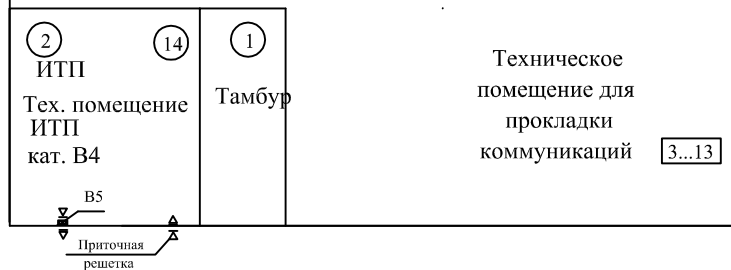 2
14
1
ИТП
Тех. помещение
ИТП
кат. В4
Тамбур
Техническое
помещение для
прокладки
коммуникаций
3...13
В5
Приточная
решетка